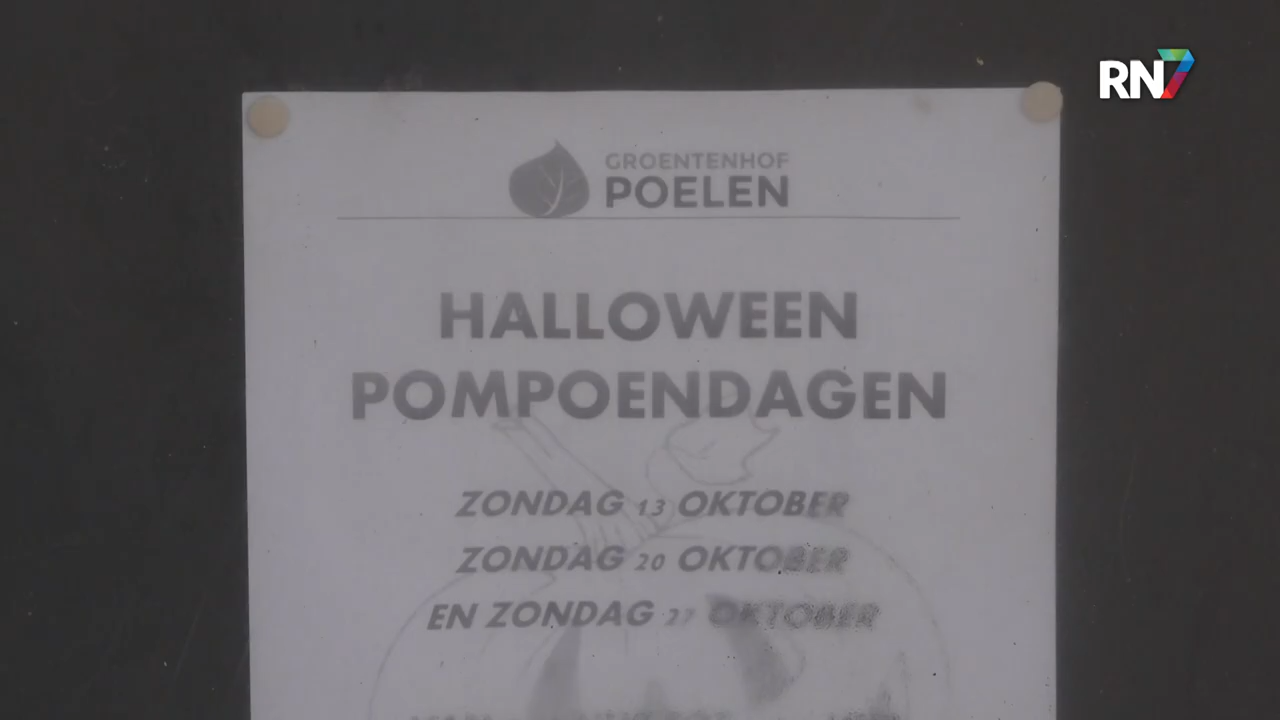 RN7
GROENTENHOF
POELEN
HALLOWEEN
POMPOENDAGEN
ZONDAG 13 OKTOBER
ZONDAG 20 OKTOBER
EN ZONDAG 27 OKTOBER